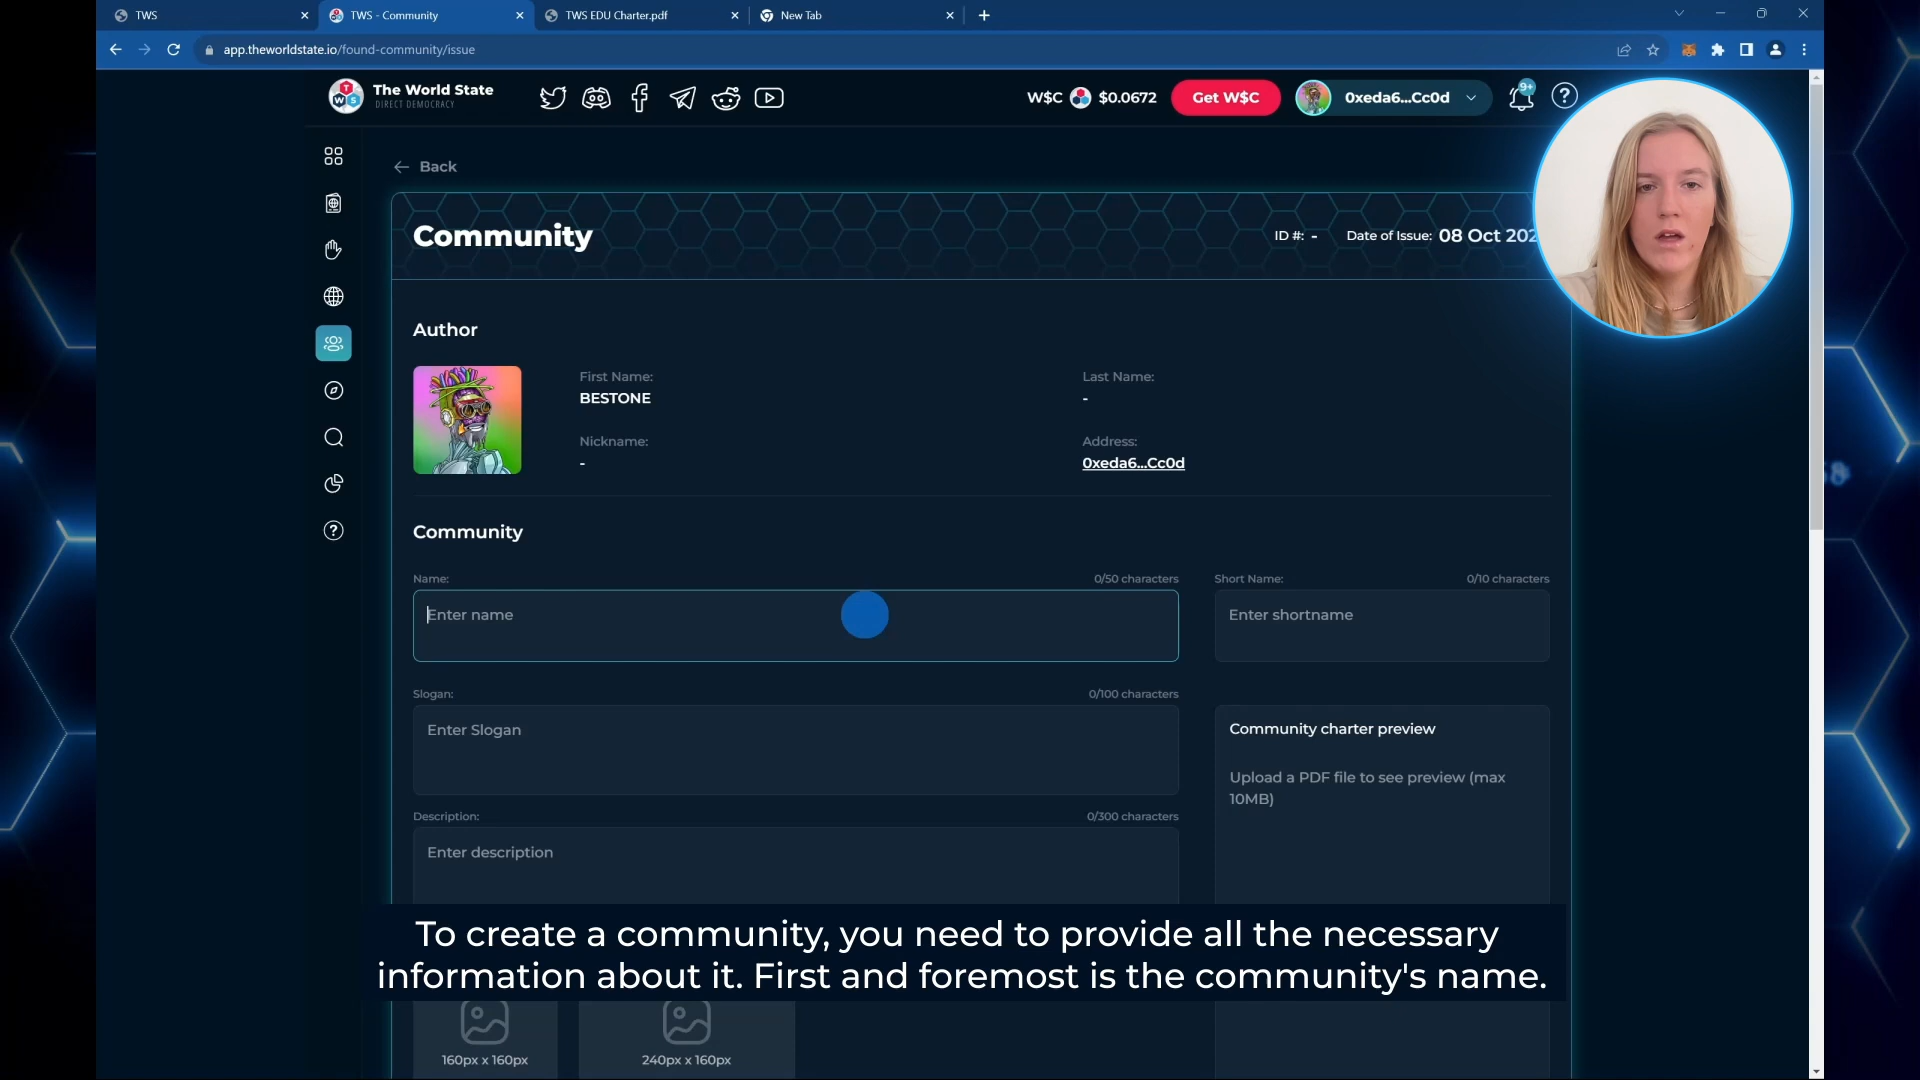 TWS
TWS - Community
TWS EDU Charter.pdf
New Tab
app.theworldstate.io/found-community/issue
The World State
DIRECT DEMOCRACY
W$C $0.0672
Get W$C
0xeda6...Cc0d
9+
Back
Community
ID #: -
Date of Issue: 08 Oct 202
Author
First Name:
BESTONE
Last Name:
-
Nickname:
-
Address:
0xeda6...Cc0d
Community
Name:
0/50 characters
Enter name
Short Name:
0/10 characters
Enter shortname
Slogan:
0/100 characters
Enter Slogan
Community charter preview
Upload a PDF file to see preview (max
10MB)
Description:
0/300 characters
Enter description
To create a community, you need to provide all the necessary
information about it. First and foremost is the community's name.
160px x 160px
240px x 160px